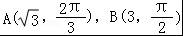 A(√3, 2π/3), B(3, π/2)